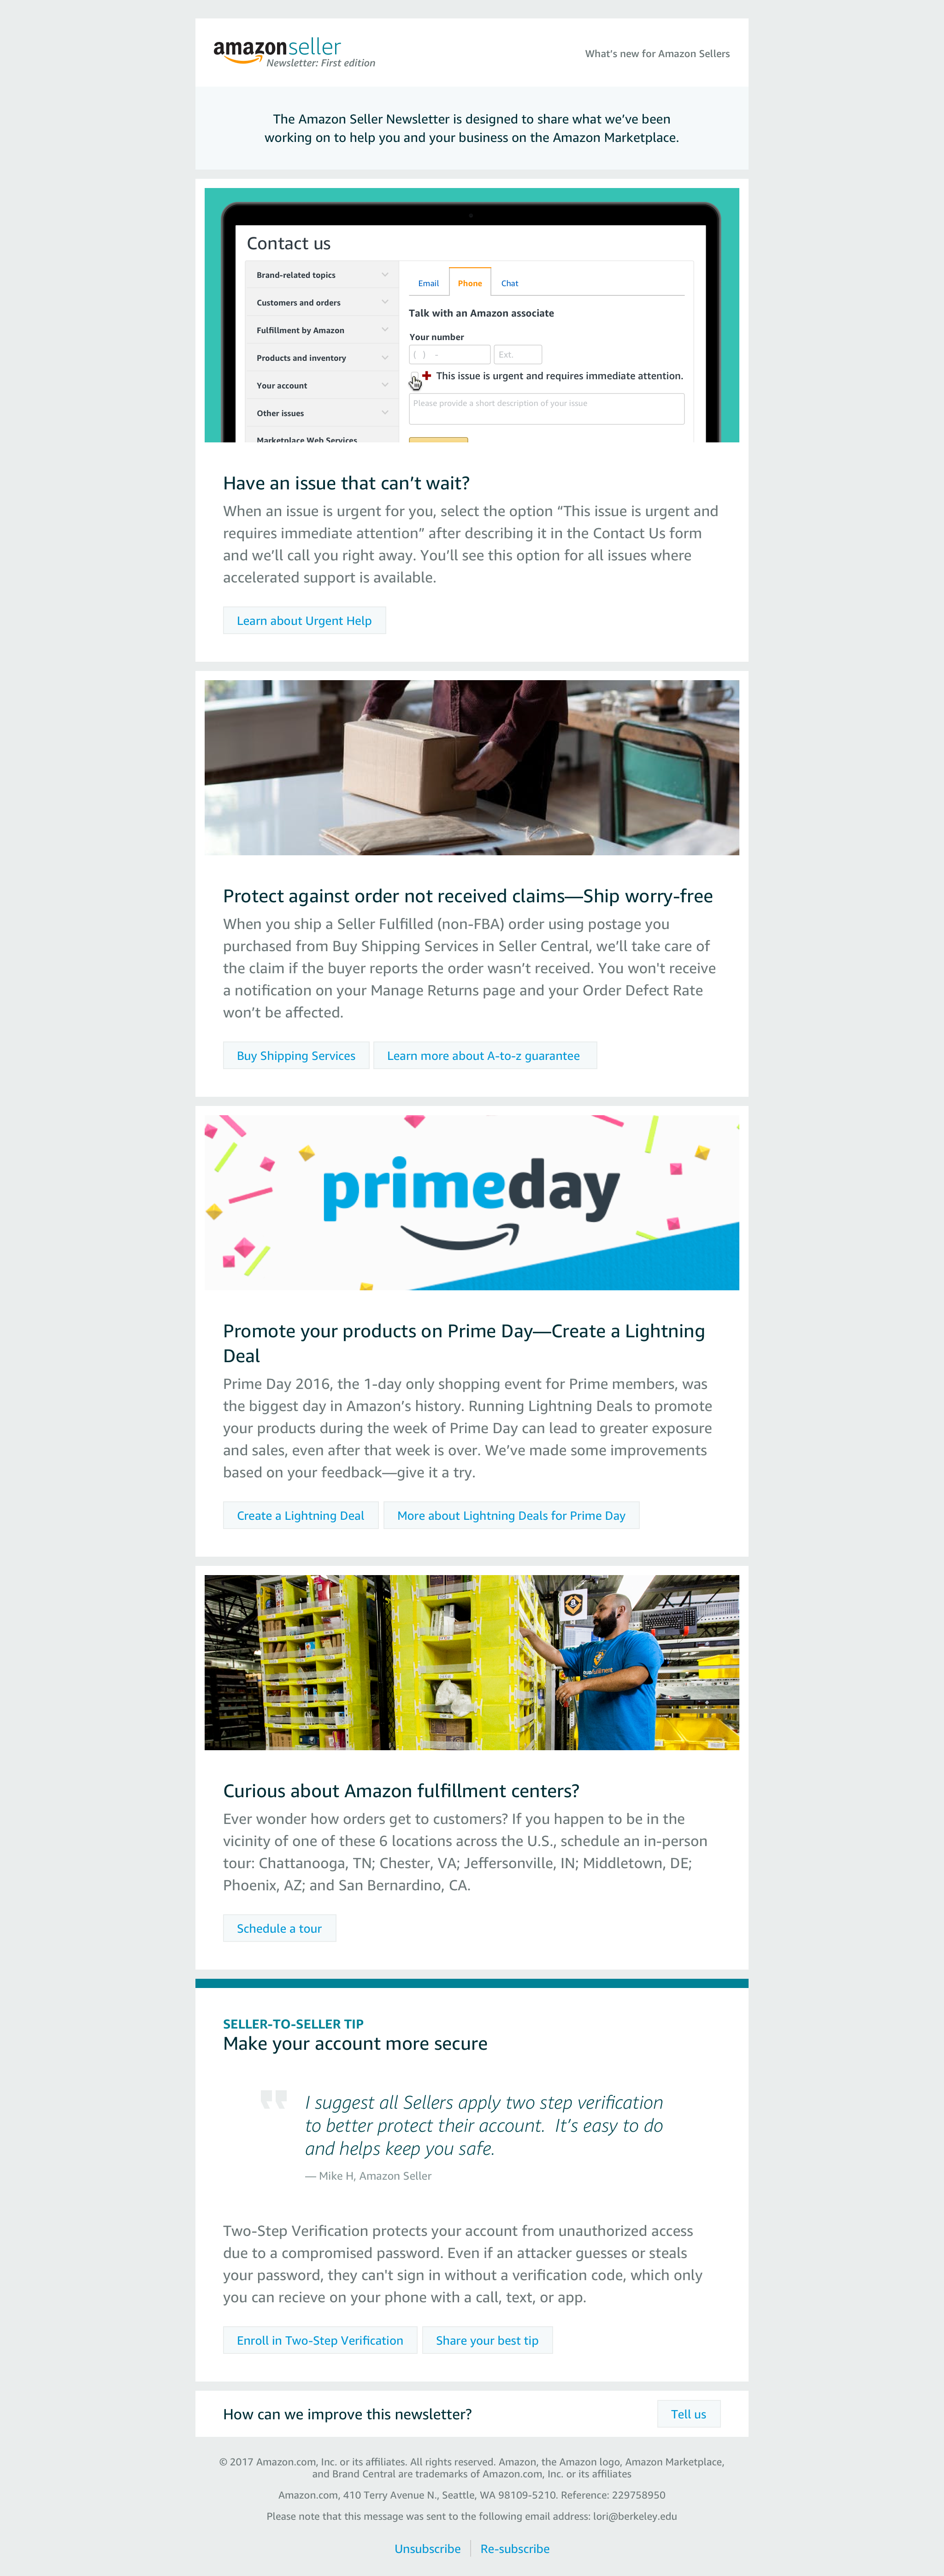 amazonseller
Newsletter: First edition
What's new for Amazon Sellers
The Amazon Seller Newsletter is designed to share what we've been
working on to help you and your business on the Amazon Marketplace.
Contact us
Brand-related topics
Customers and orders
Fulfillment by Amazon
Products and inventory
Your account
Other issues
Marketplace Web Services
Email Phone Chat
Talk with an Amazon associate
Your number
( ) - Ext.
This issue is urgent and requires immediate attention.
Please provide a short description of your issue
Have an issue that can't wait?
When an issue is urgent for you, select the option “This issue is urgent and
requires immediate attention” after describing it in the Contact Us form
and we'll call you right away. You'll see this option for all issues where
accelerated support is available.
Learn about Urgent Help
Protect against order not received claims—Ship worry-free
When you ship a Seller Fulfilled (non-FBA) order using postage you
purchased from Buy Shipping Services in Seller Central, we'll take care of
the claim if the buyer reports the order wasn't received. You won't receive
a notification on your Manage Returns page and your Order Defect Rate
won't be affected.
Buy Shipping Services Learn more about A-to-z guarantee
primeday
Promote your products on Prime Day—Create a Lightning
Deal
Prime Day 2016, the 1-day only shopping event for Prime members, was
the biggest day in Amazon's history. Running Lightning Deals to promote
your products during the week of Prime Day can lead to greater exposure
and sales, even after that week is over. We've made some improvements
based on your feedback—give it a try.
Create a Lightning Deal More about Lightning Deals for Prime Day
Curious about Amazon fulfillment centers?
Ever wonder how orders get to customers? If you happen to be in the
vicinity of one of these 6 locations across the U.S., schedule an in-person
tour: Chattanooga, TN; Chester, VA; Jeffersonville, IN; Middletown, DE;
Phoenix, AZ; and San Bernardino, CA.
Schedule a tour
SELLER-TO-SELLER TIP
Make your account more secure
I suggest all Sellers apply two step verification
to better protect their account. It's easy to do
and helps keep you safe.
— Mike H, Amazon Seller
Two-Step Verification protects your account from unauthorized access
due to a compromised password. Even if an attacker guesses or steals
your password, they can't sign in without a verification code, which only
you can recieve on your phone with a call, text, or app.
Enroll in Two-Step Verification Share your best tip
How can we improve this newsletter? Tell us
© 2017 Amazon.com, Inc. or its affiliates. All rights reserved. Amazon, the Amazon logo, Amazon Marketplace,
and Brand Central are trademarks of Amazon.com, Inc. or its affiliates
Amazon.com, 410 Terry Avenue N., Seattle, WA 98109-5210. Reference: 229758950
Please note that this message was sent to the following email address: lori@berkeley.edu
Unsubscribe Re-subscribe